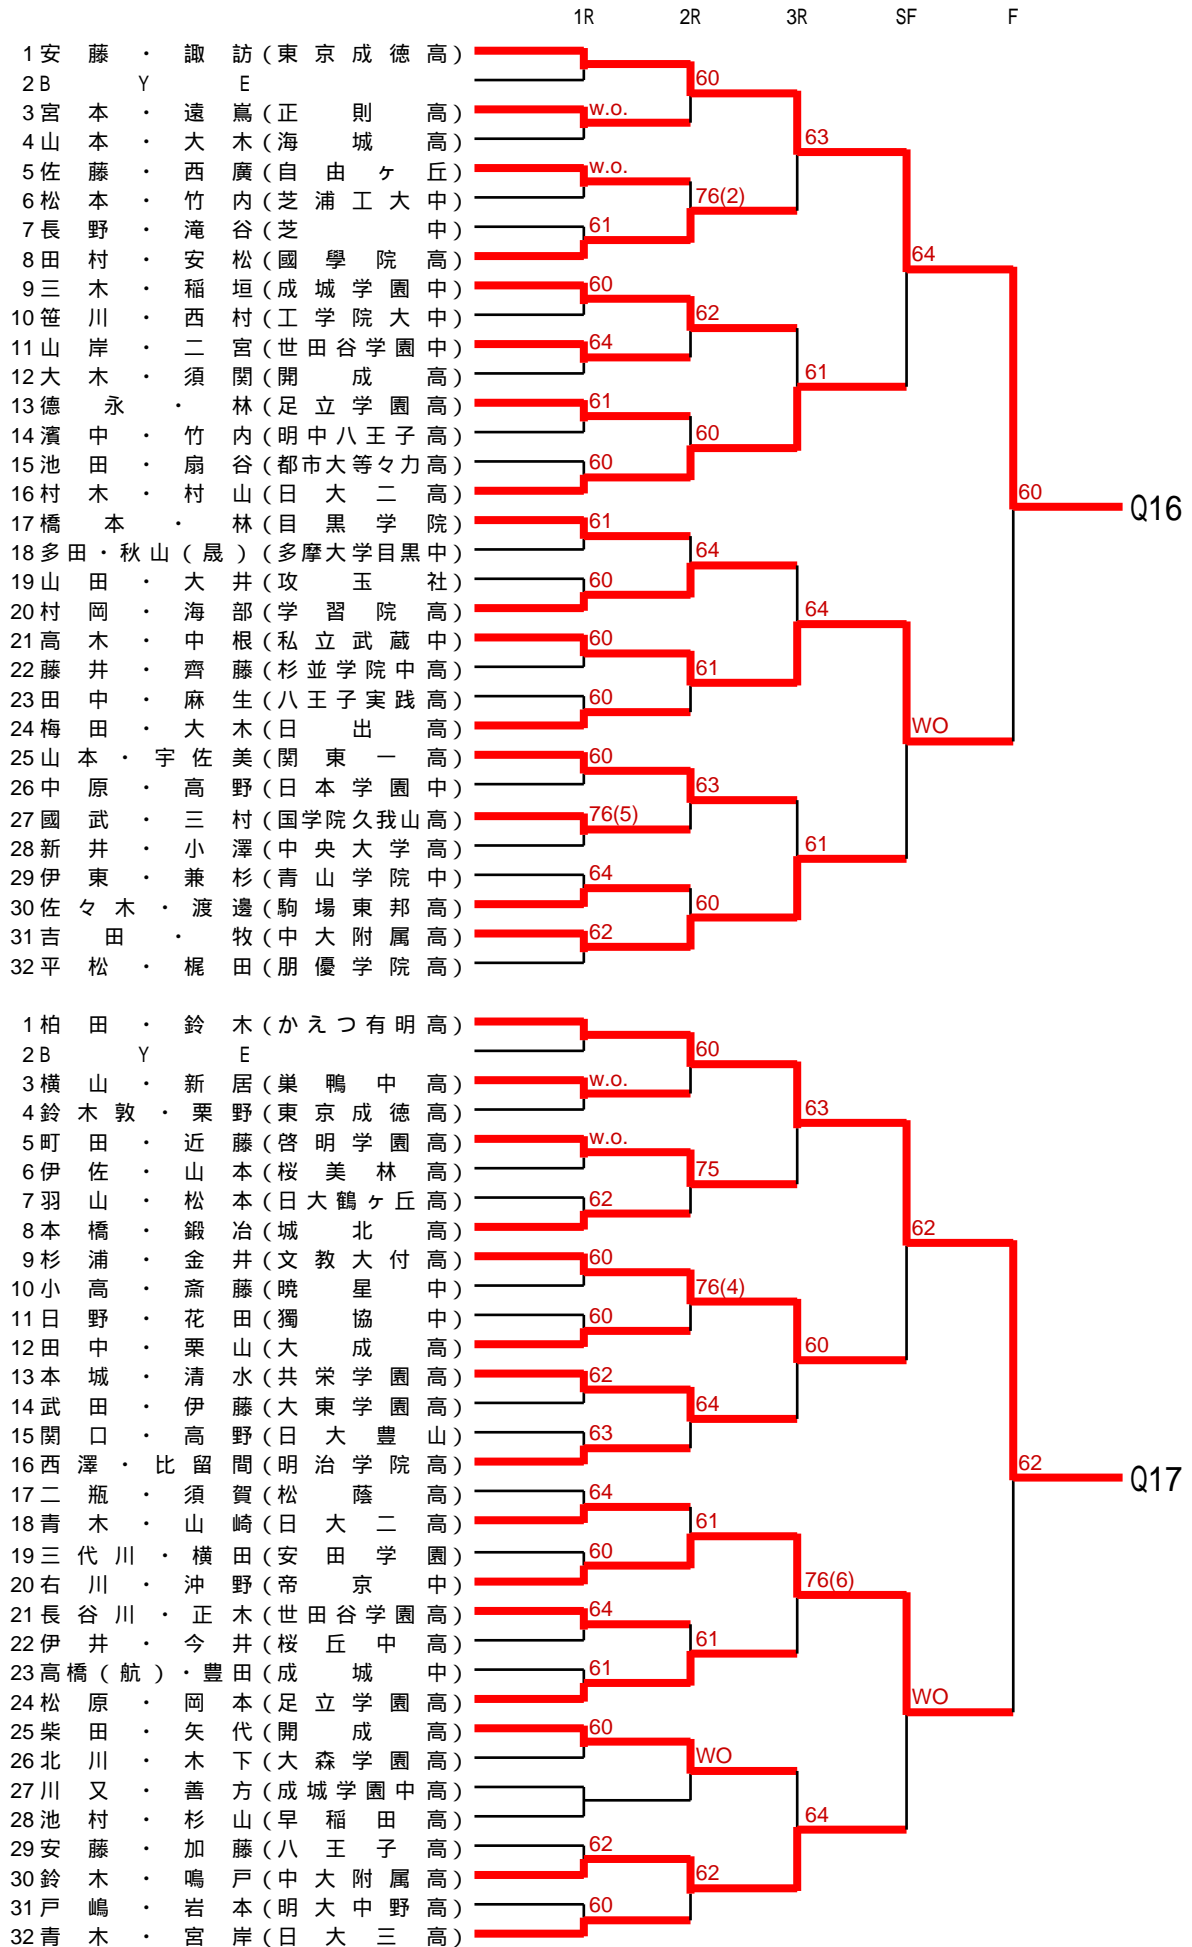 1R 2R 3R SF F
1 安藤・諏訪(東京成徳高)
2 BYE 60
3 宮本・遠嶌(正則高) w.o.
4 山本・大木(海城高) 63
5 佐藤・西廣(自由ヶ丘) w.o.
6 松本・竹内(芝浦工大中) 76(2)
7 長野・滝谷(芝中) 61
8 田村・安松(國學院高) 64
9 三木・稲垣(成城学園中) 60
10 笹川・西村(工学院大中) 62
11 山岸・二宮(世田谷学園中) 64
12 大木・須関(開成高) 61
13 德永・林(足立学園高) 61
14 濱中・竹内(明中八王子高) 60
15 池田・扇谷(都市大等々力高) 60
16 村木・村山(日大二高) 60
Q16
17 橋本・林(目黒学院) 61
18 多田・秋山(晟)(多摩大学目黒中) 64
19 山田・大井(攻玉社) 60
20 村岡・海部(学習院高) 64
21 高木・中根(私立武蔵中) 60
22 藤井・齊藤(杉並学院中高) 61
23 田中・麻生(八王子実践高) 60
24 梅田・大木(日出高) WO
25 山本・宇佐美(関東一高) 60
26 中原・高野(日本学園中) 63
27 國武・三村(国学院久我山高) 76(5)
28 新井・小澤(中央大学高) 61
29 伊東・兼杉(青山学院中) 64
30 佐々木・渡邊(駒場東邦高) 60
31 吉田・牧(中大附属高) 62
32 平松・梶田(朋優学院高)
1 柏田・鈴木(かえつ有明高)
2 BYE 60
3 横山・新居(巣鴨中高) w.o.
4 鈴木敦・栗野(東京成徳高) 63
5 町田・近藤(啓明学園高) w.o.
6 伊佐・山本(桜美林高) 75
7 羽山・松本(日大鶴ヶ丘高) 62
8 本橋・鍛冶(城北高) 62
9 杉浦・金井(文教大付高) 60
10 小高・斎藤(暁星中) 76(4)
11 日野・花田(獨協中) 60
12 田中・栗山(大成高) 60
13 本城・清水(共栄学園高) 62
14 武田・伊藤(大東学園高) 64
15 関口・高野(日大豊山) 63
16 西澤・比留間(明治学院高) 62
Q17
17 二瓶・須賀(松蔭高) 64
18 青木・山崎(日大二高) 61
19 三代川・横田(安田学園) 60
20 右川・沖野(帝京中) 76(6)
21 長谷川・正木(世田谷学園高) 64
22 伊井・今井(桜丘中高) 61
23 高橋(航)・豊田(成城中) 61
24 松原・岡本(足立学園高) WO
25 柴田・矢代(開成高) 60
26 北川・木下(大森学園高) WO
27 川又・善方(成城学園中高)
28 池村・杉山(早稲田高) 64
29 安藤・加藤(八王子高) 62
30 鈴木・鳴戸(中大附属高) 62
31 戸嶋・岩本(明大中野高) 60
32 青木・宮岸(日大三高)